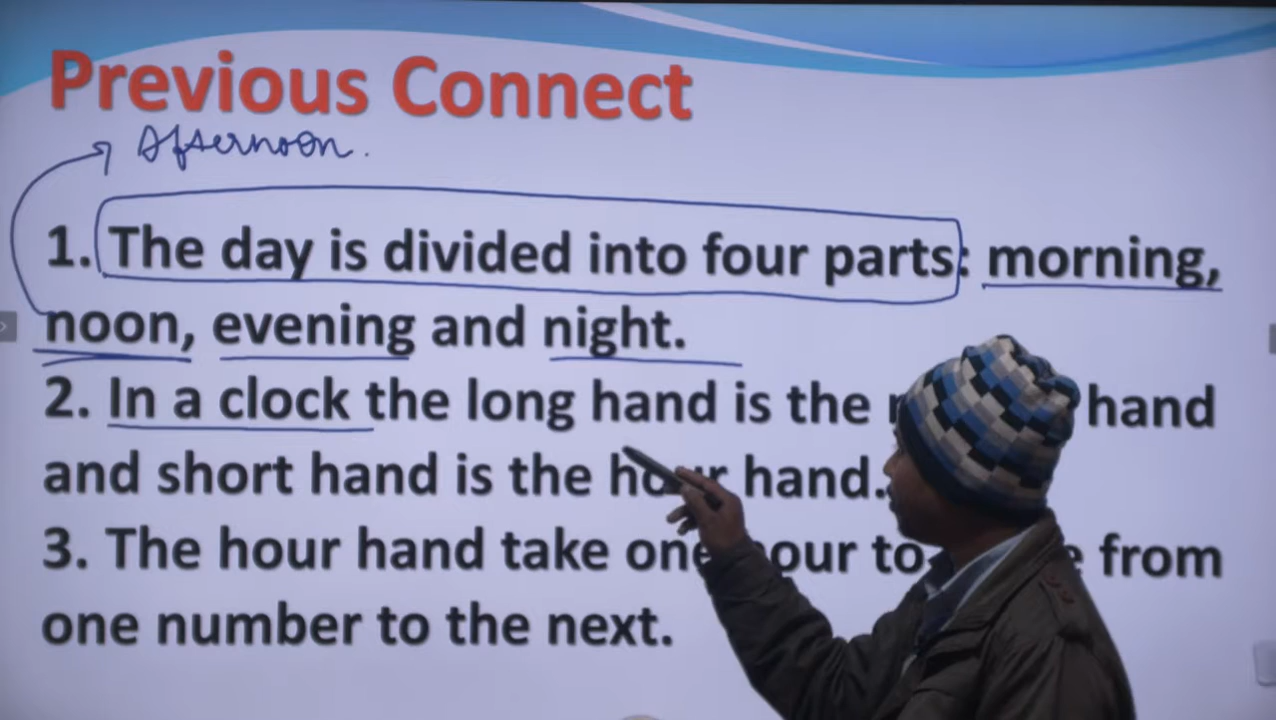 Previous Connect
Afternoon.
1. The day is divided into four parts: morning,
noon, evening and night.
2. In a clock the long hand is the hand
and short hand is the hour hand.
3. The hour hand take one hour to from
one number to the next.